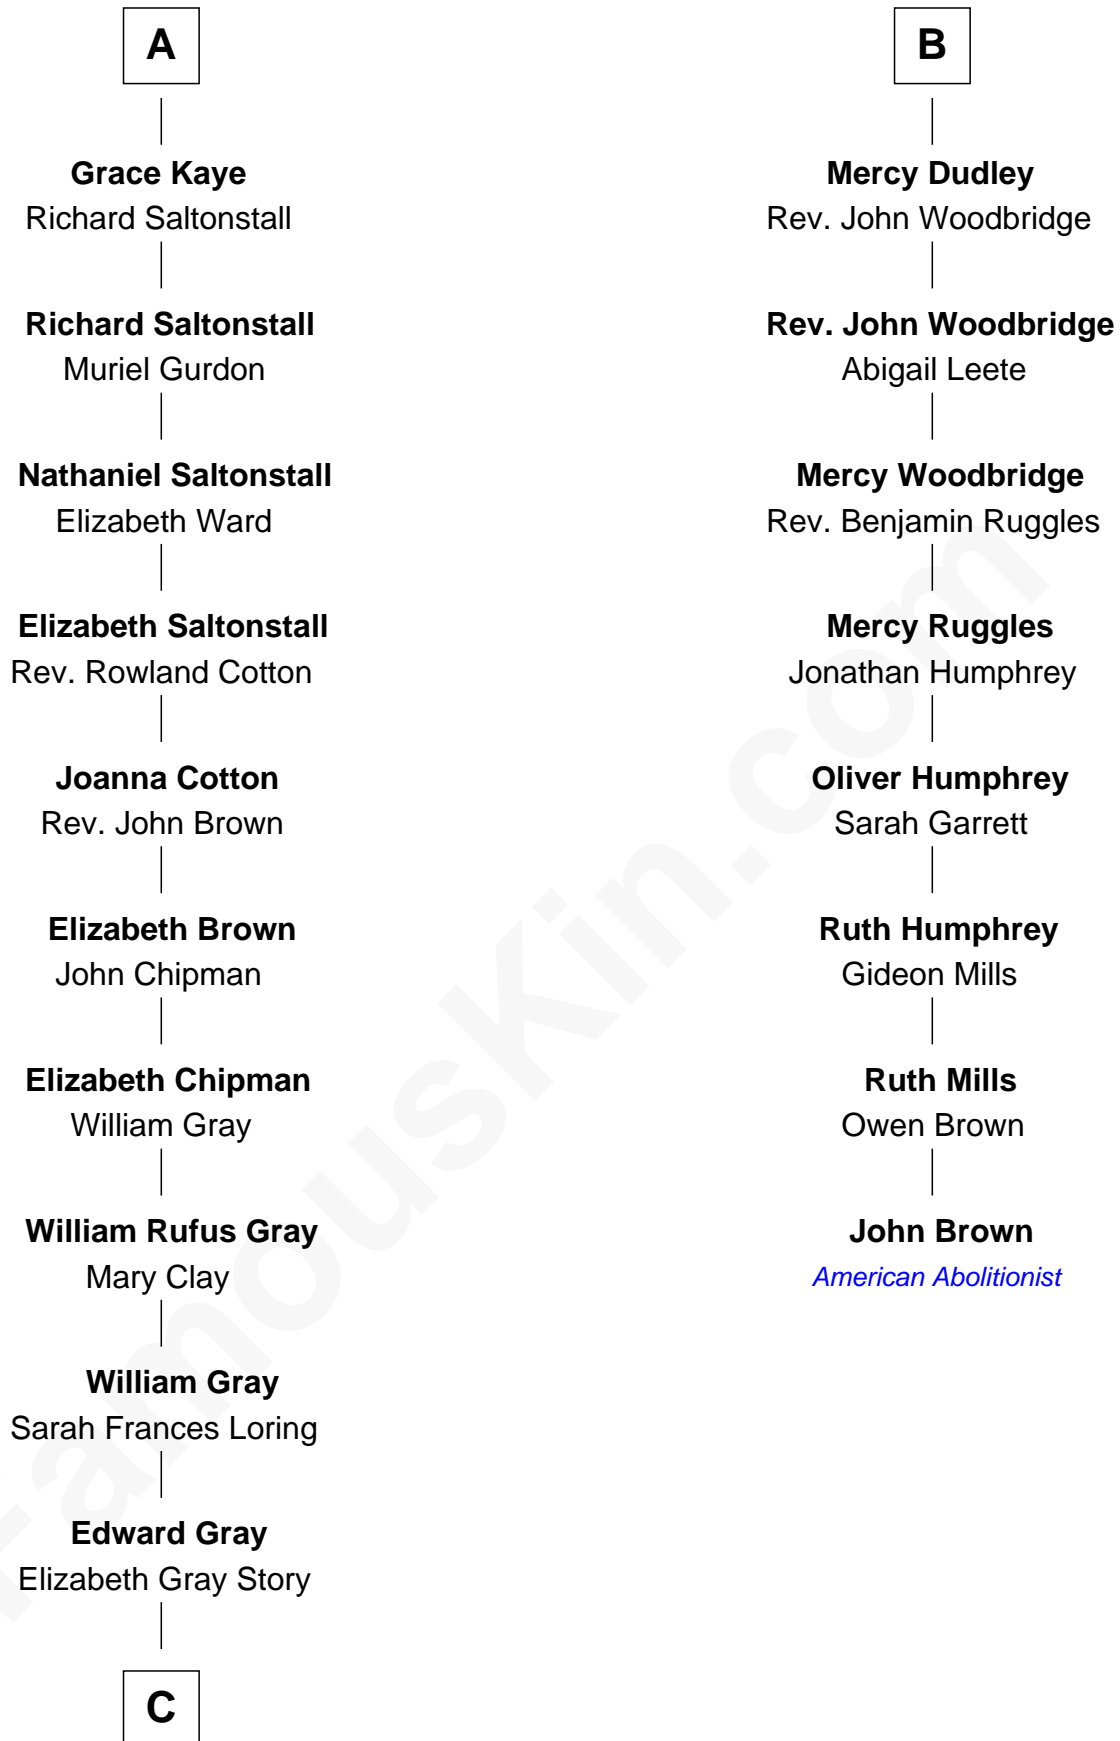 A
Grace Kaye
Richard Saltonstall
Richard Saltonstall
Muriel Gurdon
Nathaniel Saltonstall
Elizabeth Ward
Elizabeth Saltonstall
Rev. Rowland Cotton
Joanna Cotton
Rev. John Brown
Elizabeth Brown
John Chipman
Elizabeth Chipman
William Gray
William Rufus Gray
Mary Clay
William Gray
Sarah Frances Loring
Edward Gray
Elizabeth Gray Story
C
B
Mercy Dudley
Rev. John Woodbridge
Rev. John Woodbridge
Abigail Leete
Mercy Woodbridge
Rev. Benjamin Ruggles
Mercy Ruggles
Jonathan Humphrey
Oliver Humphrey
Sarah Garrett
Ruth Humphrey
Gideon Mills
Ruth Mills
Owen Brown
John Brown
American Abolitionist
FamousKin.com